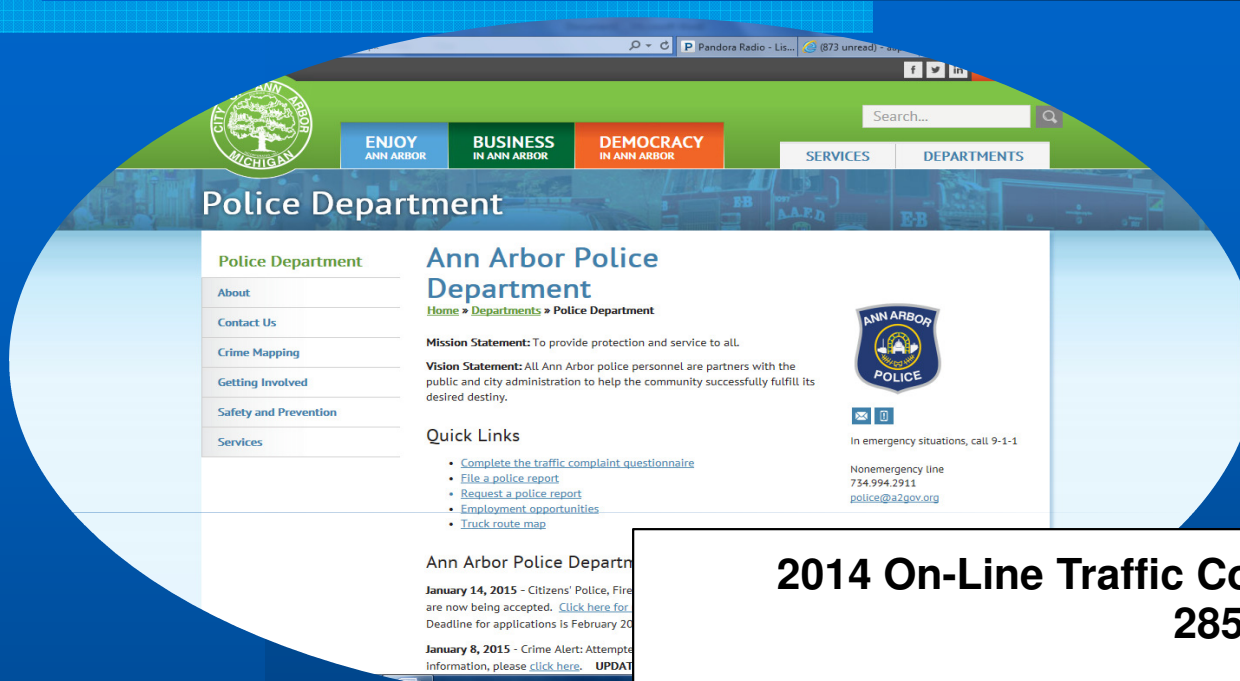 Pandora Radio - Lis...
(873 unread) -
f
in
CITY OF ANN ARBOR
MICHIGAN
ENJOY
ANN ARBOR
BUSINESS
IN ANN ARBOR
DEMOCRACY
IN ANN ARBOR
Search...
SERVICES
DEPARTMENTS
Police Department
E-B
A.A.F.D.
E-B
Police Department
About
Contact Us
Crime Mapping
Getting Involved
Safety and Prevention
Services
Ann Arbor Police
Department
Home » Departments » Police Department
Mission Statement: To provide protection and service to all.
Vision Statement: All Ann Arbor police personnel are partners with the
public and city administration to help the community successfully fulfill its
desired destiny.
Quick Links
• Complete the traffic complaint questionnaire
• File a police report
• Request a police report
• Employment opportunities
• Truck route map
ANN ARBOR
POLICE
In emergency situations, call 9-1-1
Nonemergency line
734.994.2911
police@a2gov.org
Ann Arbor Police Departm
January 14, 2015 - Citizens' Police, Fire
are now being accepted. Click here for
Deadline for applications is February 20
January 8, 2015 - Crime Alert: Attempte
information, please click here. UPDAT
2014 On-Line Traffic Co
285